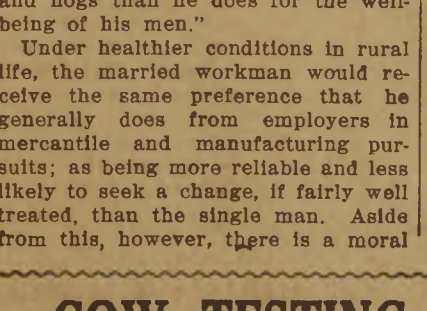 and hogs than he does for the well-
being of his men."
Under healthier conditions in rural
life, the married workman would re-
ceive the same preference that he
generally does from employers in
mercantile and manufacturing pur-
suits; as being more reliable and less
likely to seek a change, if fairly well
treated, than the single man. Aside
from this, however, there is a moral
COW TESTING